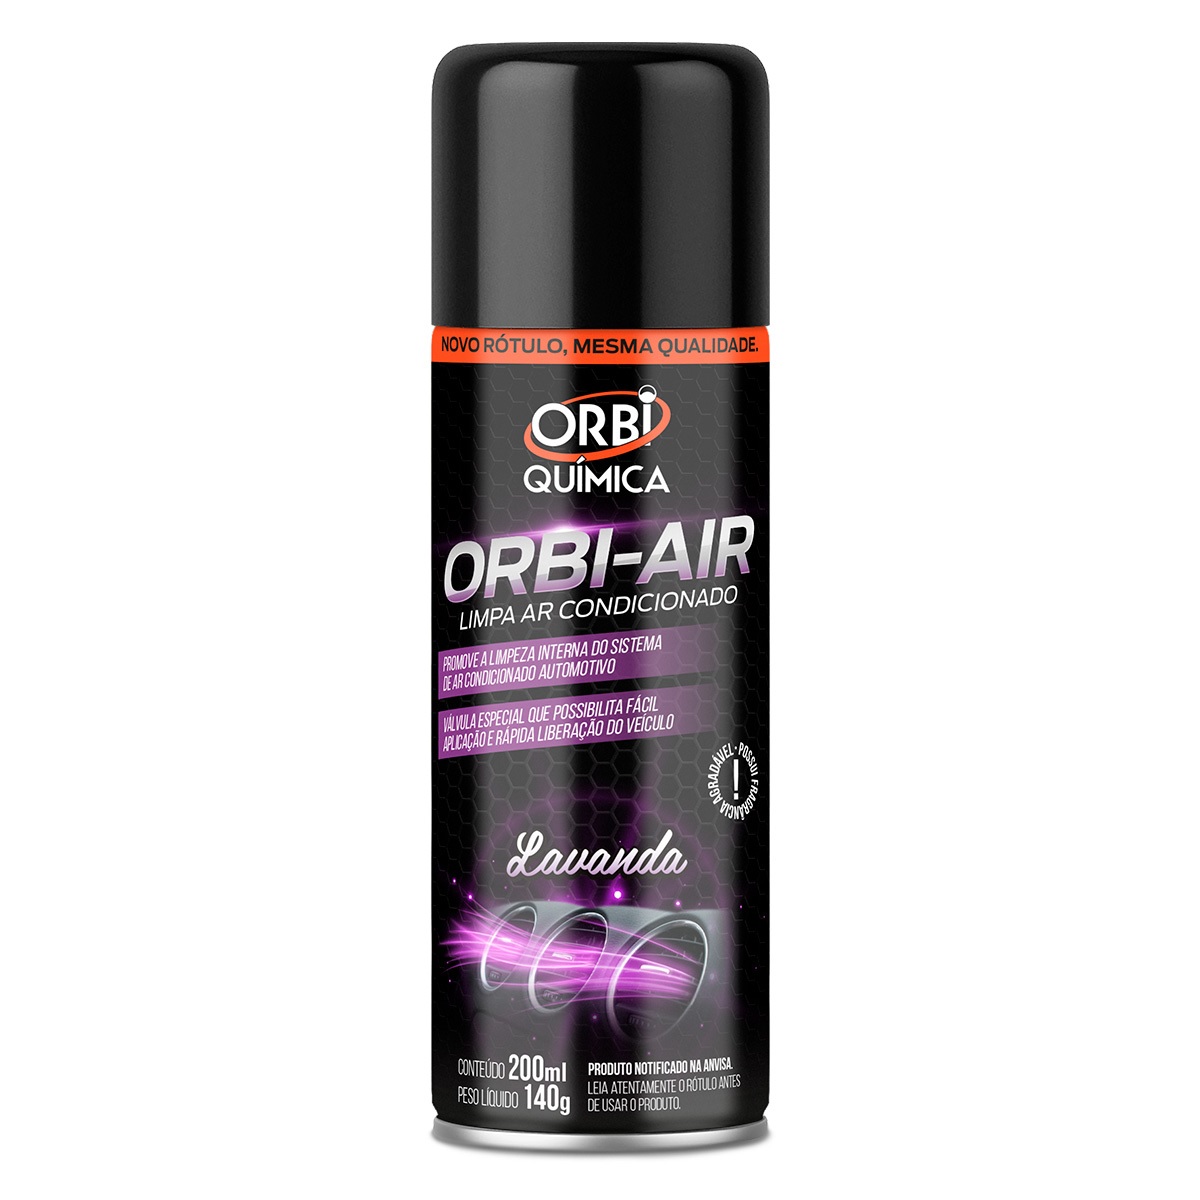 NOVO RÓTULO, MESMA QUALIDADE.
ORBI
QUÍMICA
ORBI-AIR
LIMPA AR CONDICIONADO
PROMOVE A LIMPEZA INTERNA DO SISTEMA
DE AR CONDICIONADO AUTOMOTIVO
VÁLVULA ESPECIAL QUE POSSIBILITA FÁCIL
APLICAÇÃO E RÁPIDA LIBERAÇÃO DO VEÍCULO
POSSUI FRAGRÂNCIA AGRADÁVEL •
!
Lavanda
CONTEÚDO 200ml
PESO LÍQUIDO 140g
PRODUTO NOTIFICADO NA ANVISA.
LEIA ATENTAMENTE O RÓTULO ANTES
DE USAR O PRODUTO.